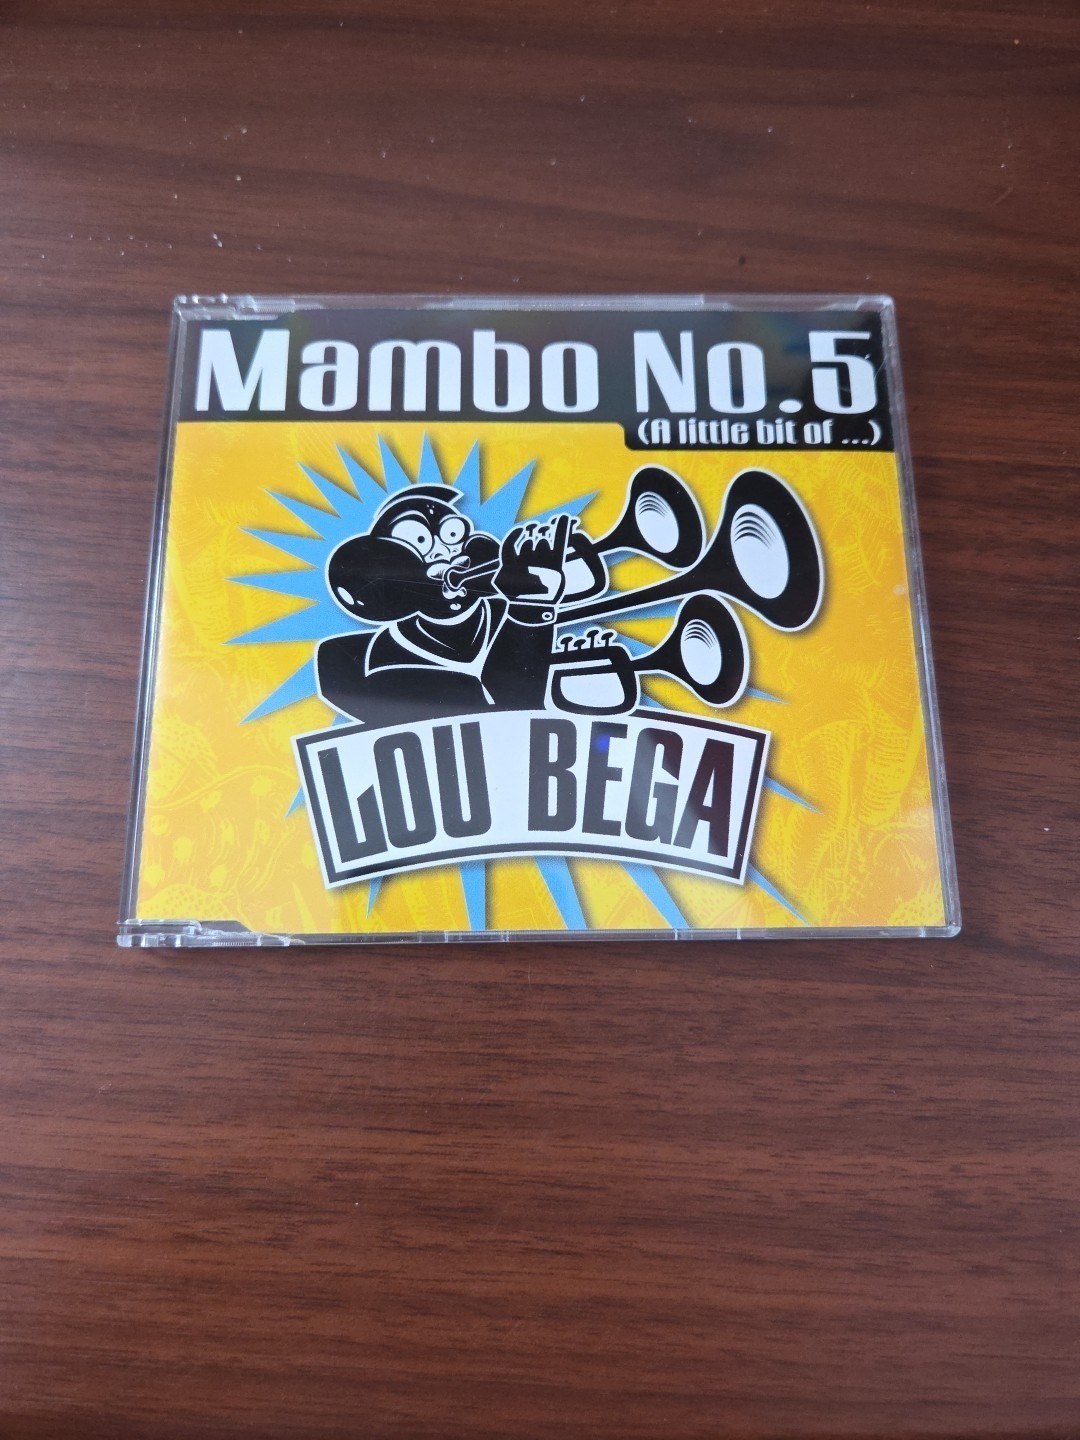 Mambo No.5
(A little bit of ...)
LOU BEGA